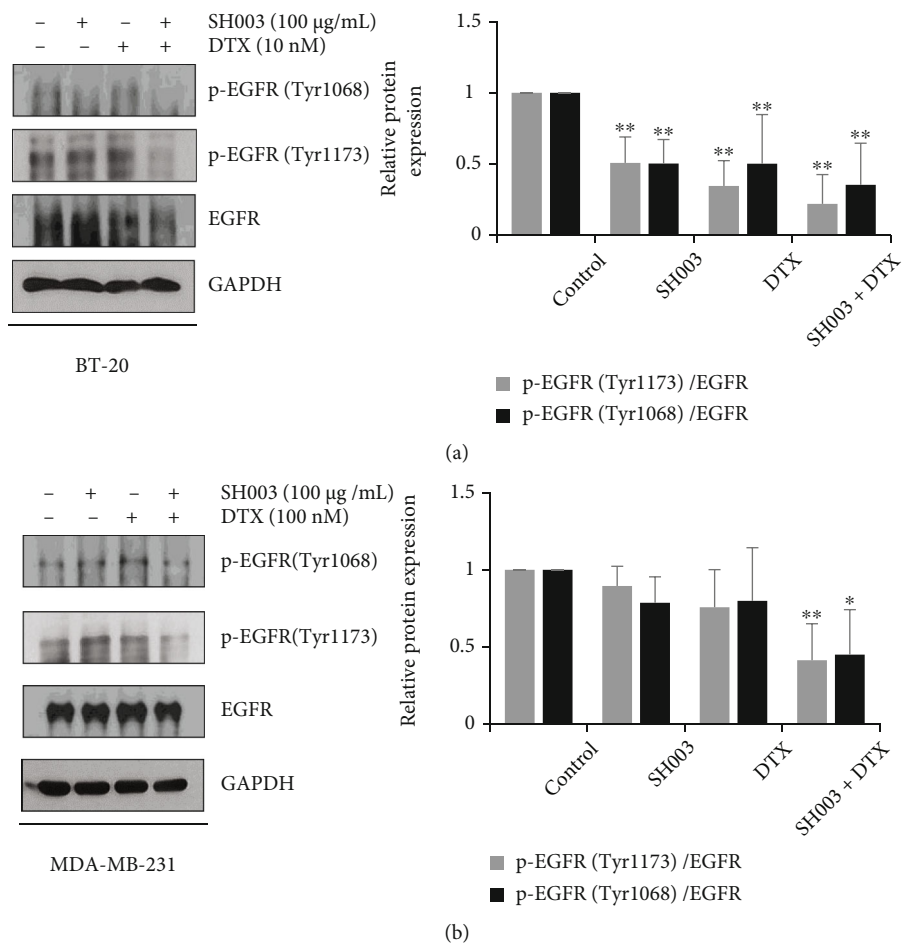 – + – + SH003 (100 µg/mL)
– – + + DTX (10 nM)
p-EGFR (Tyr1068)
p-EGFR (Tyr1173)
EGFR
GAPDH
BT-20
Relative protein
expression
1.5
1
0.5
0
** ** ** ** ** **
Control
SH003
DTX
SH003 + DTX
p-EGFR (Tyr1173) /EGFR
p-EGFR (Tyr1068) /EGFR
(a)
– + – + SH003 (100 µg /mL)
– – + + DTX (100 nM)
p-EGFR(Tyr1068)
p-EGFR(Tyr1173)
EGFR
GAPDH
MDA-MB-231
Relative protein expression
1.5
1
0.5
0
** *
Control
SH003
DTX
SH003 + DTX
p-EGFR (Tyr1173) /EGFR
p-EGFR (Tyr1068) /EGFR
(b)